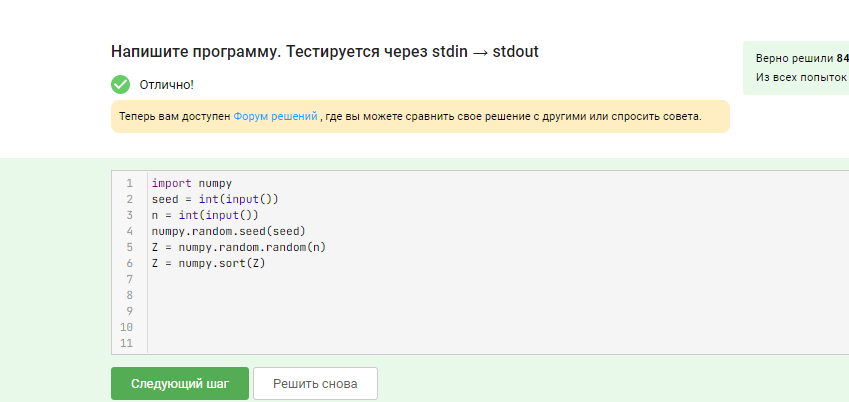 Напишите программу. Тестируется через stdin → stdout
Верно решили 84
Отлично!
Из всех попыток
Теперь вам доступен Форум решений , где вы можете сравнить свое решение с другими или спросить совета.
1 import numpy
2 seed = int(input())
3 n = int(input())
4 numpy.random.seed(seed)
5 Z = numpy.random.random(n)
6 Z = numpy.sort(Z)
7
8
9
10
11
Следующий шаг
Решить снова